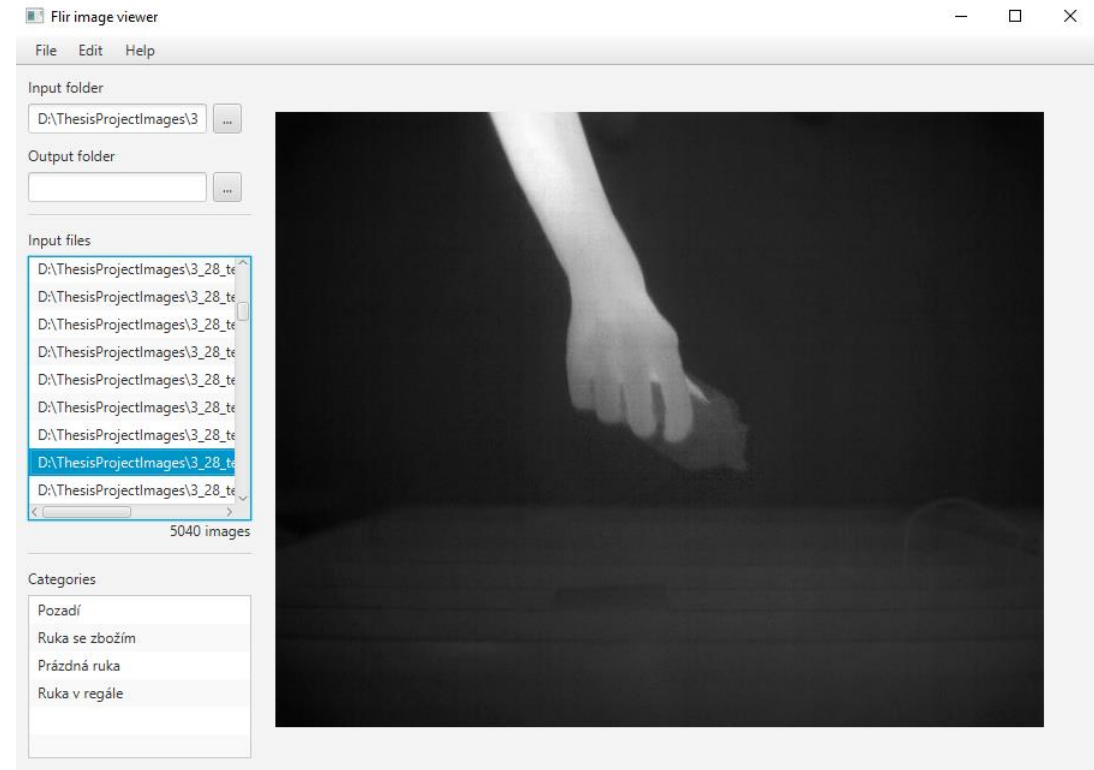 Flir image viewer
File Edit Help
Input folder
D:\ThesisProjectImages\3
...
Output folder
...
Input files
D:\ThesisProjectImages\3_28_te
D:\ThesisProjectImages\3_28_te
D:\ThesisProjectImages\3_28_te
D:\ThesisProjectImages\3_28_te
D:\ThesisProjectImages\3_28_te
D:\ThesisProjectImages\3_28_te
D:\ThesisProjectImages\3_28_te
D:\ThesisProjectImages\3_28_te
D:\ThesisProjectImages\3_28_te
5040 images
Categories
Pozadí
Ruka se zbožím
Prázdná ruka
Ruka v regále